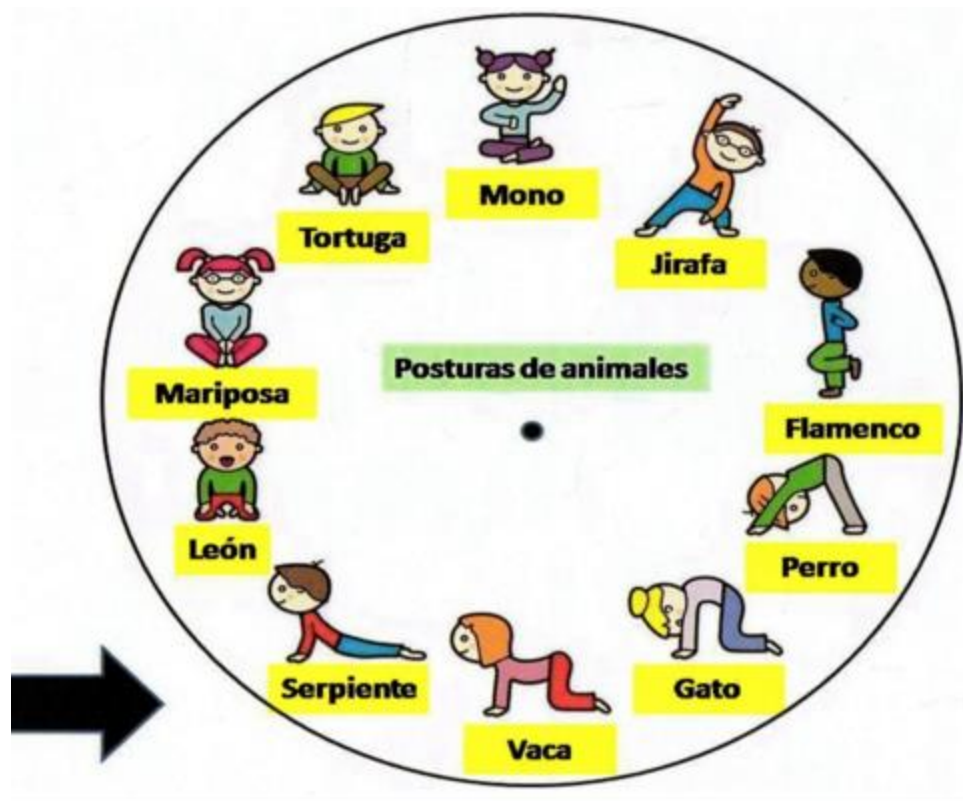 Mono
Tortuga
Jirafa
Posturas de animales
Mariposa
Flamenco
León
Perro
Serpiente
Gato
Vaca